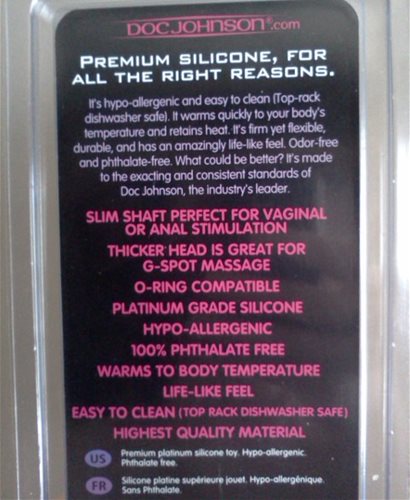 DOC JOHNSON®.com
PREMIUM SILICONE, FOR
ALL THE RIGHT REASONS.
It's hypo-allergenic and easy to clean (Top-rack
dishwasher safe). It warms quickly to your body's
temperature and retains heat. It's firm yet flexible,
durable, and has an amazingly life-like feel. Odor-free
and phthalate-free. What could be better? It's made
to the exacting and consistent standards of
Doc Johnson, the industry's leader.
SLIM SHAFT PERFECT FOR VAGINAL
OR ANAL STIMULATION
THICKER HEAD IS GREAT FOR
G-SPOT MASSAGE
O-RING COMPATIBLE
PLATINUM GRADE SILICONE
HYPO-ALLERGENIC
100% PHTHALATE FREE
WARMS TO BODY TEMPERATURE
LIFE-LIKE FEEL
EASY TO CLEAN (TOP RACK DISHWASHER SAFE)
HIGHEST QUALITY MATERIAL
US Premium platinum silicone toy. Hypo-allergenic.
Phthalate free.
FR Silicone platine supérieure jouet. Hypo-allergénique.
Sans Phthalate.